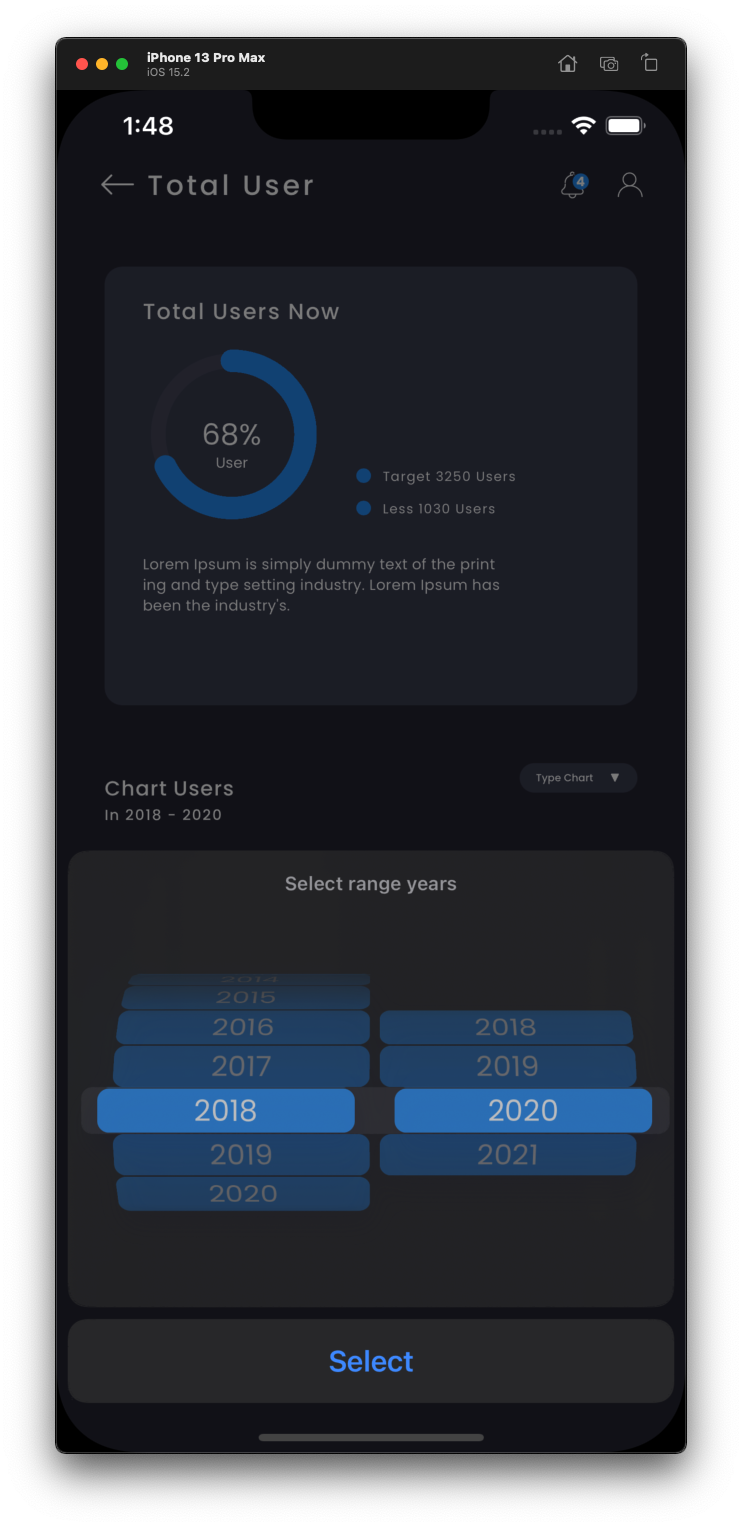 iPhone 13 Pro Max
iOS 15.2
1:48
Total User
4
Total Users Now
68%
User
Target 3250 Users
Less 1030 Users
Lorem Ipsum is simply dummy text of the print
ing and type setting industry. Lorem Ipsum has
been the industry's.
Chart Users
Type Chart
In 2018 - 2020
Select range years
2014
2015
2016 2018
2017 2019
2018 2020
2019 2021
2020
Select